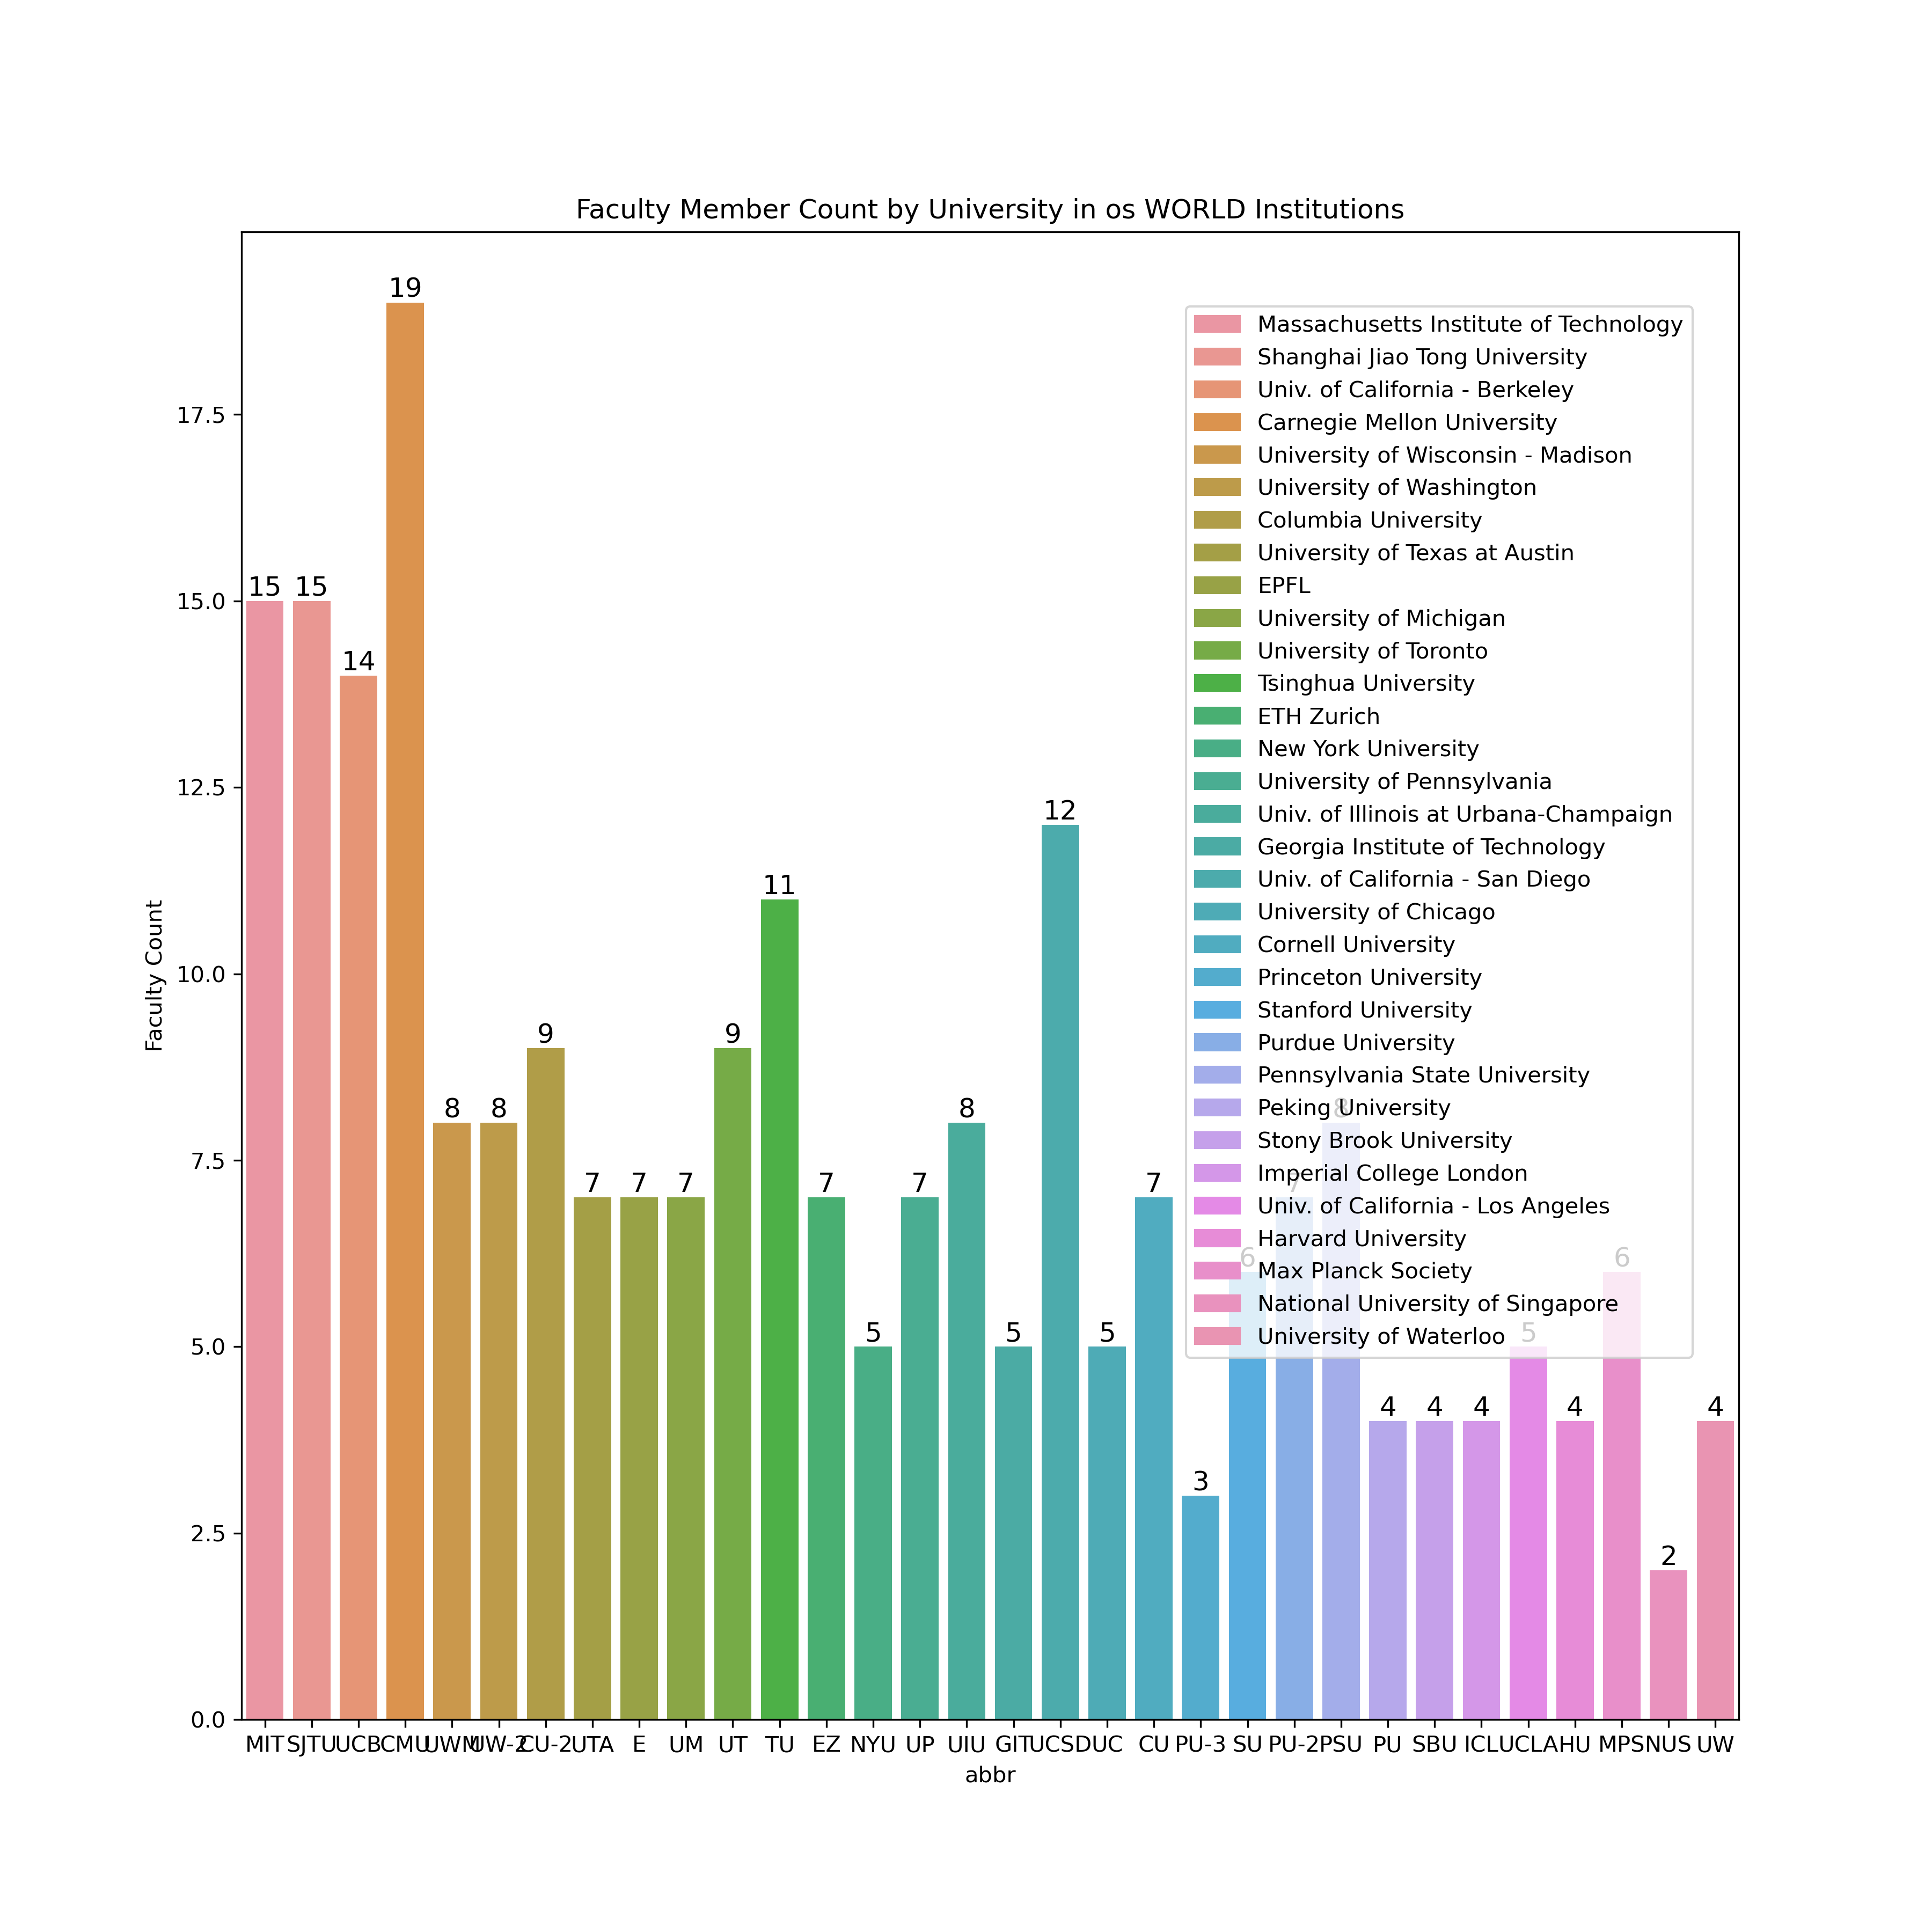 Faculty Member Count by University in os WORLD Institutions
19
15 15
14
12
11
9 9
8 8 8 8
7 7 7 7 7 7 7
6 6
5 5 5 5
4 4 4 4 4
3
2
17.5
15.0
12.5
10.0
7.5
5.0
2.5
0.0
Faculty Count
Massachusetts Institute of Technology
Shanghai Jiao Tong University
Univ. of California - Berkeley
Carnegie Mellon University
University of Wisconsin - Madison
University of Washington
Columbia University
University of Texas at Austin
EPFL
University of Michigan
University of Toronto
Tsinghua University
ETH Zurich
New York University
University of Pennsylvania
Univ. of Illinois at Urbana-Champaign
Georgia Institute of Technology
Univ. of California - San Diego
University of Chicago
Cornell University
Princeton University
Stanford University
Purdue University
Pennsylvania State University
Peking University
Stony Brook University
Imperial College London
Univ. of California - Los Angeles
Harvard University
Max Planck Society
National University of Singapore
University of Waterloo
MIT SJTU UCB CMU UWM UW-2 CU-2 UTA E UM UT TU EZ NYU UP UIU GIT UCSD UC CU PU-3 SU PU-2 PSU PU SBU ICL UCLA HU MPS NUS UW
abbr